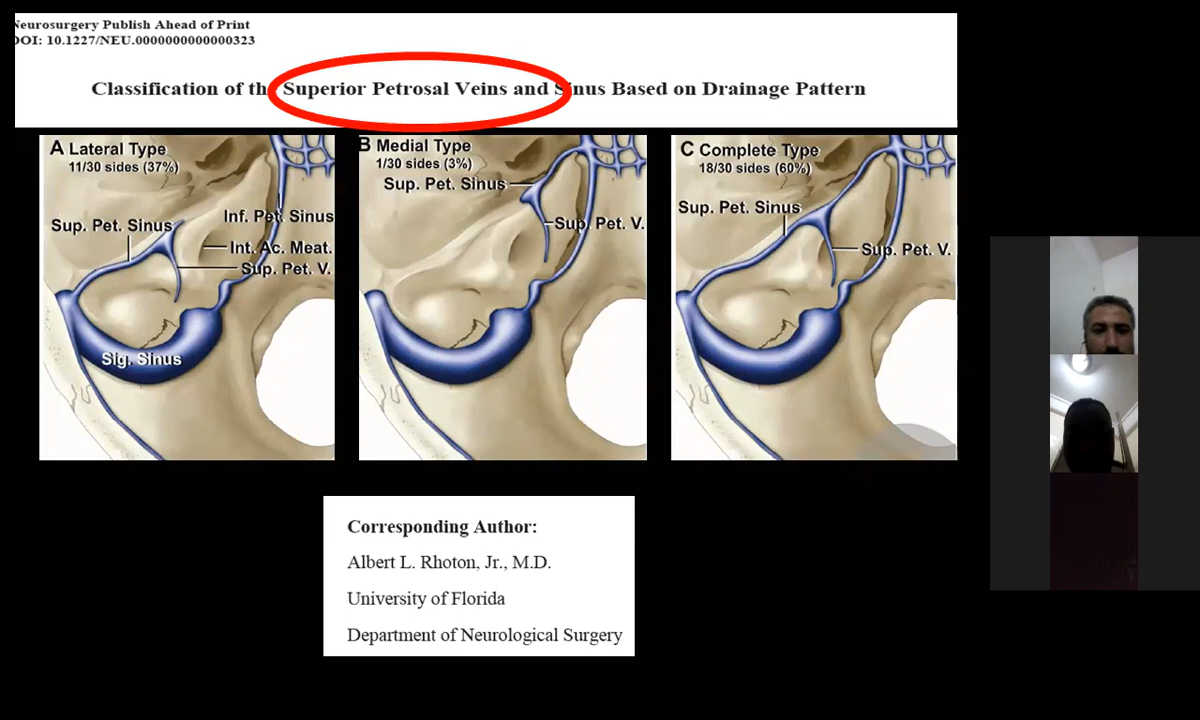 Neurosurgery Publish Ahead of Print
DOI: 10.1227/NEU.0000000000000323
Classification of the Superior Petrosal Veins and Sinus Based on Drainage Pattern
A Lateral Type
11/30 sides (37%)
Sup. Pet. Sinus
Inf. Pet. Sinus
Int. Ac. Meat.
Sup. Pet. V.
Sig. Sinus
B Medial Type
1/30 sides (3%)
Sup. Pet. Sinus
Sup. Pet. V.
C Complete Type
18/30 sides (60%)
Sup. Pet. Sinus
Sup. Pet. V.
Corresponding Author:
Albert L. Rhoton, Jr., M.D.
University of Florida
Department of Neurological Surgery